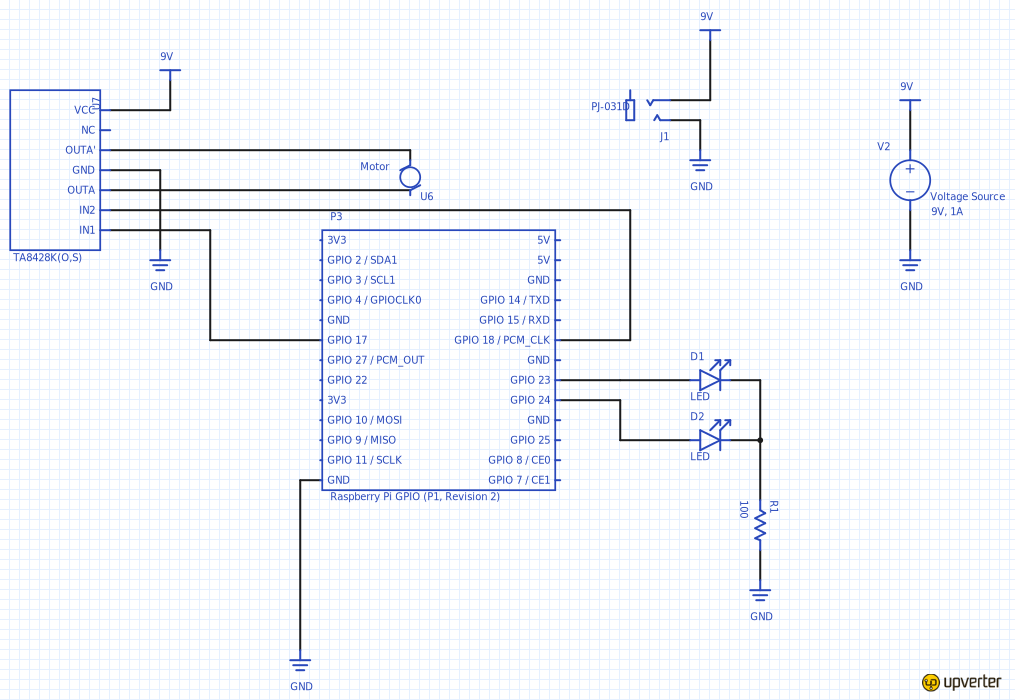 9V
U7
VCC
NC
OUTA'
GND
OUTA
IN2
IN1
TA8428K(O,S)
GND
Motor
U6
9V
PJ-031D
J1
GND
9V
V2
+
−
Voltage Source
9V, 1A
GND
P3
3V3
5V
GPIO 2 / SDA1
5V
GPIO 3 / SCL1
GND
GPIO 4 / GPIOCLK0
GPIO 14 / TXD
GND
GPIO 15 / RXD
GPIO 17
GPIO 18 / PCM_CLK
GPIO 27 / PCM_OUT
GND
GPIO 22
GPIO 23
3V3
GPIO 24
GPIO 10 / MOSI
GND
GPIO 9 / MISO
GPIO 25
GPIO 11 / SCLK
GPIO 8 / CE0
GND
GPIO 7 / CE1
Raspberry Pi GPIO (P1, Revision 2)
D1
LED
D2
LED
R1
100
GND
GND
upverter